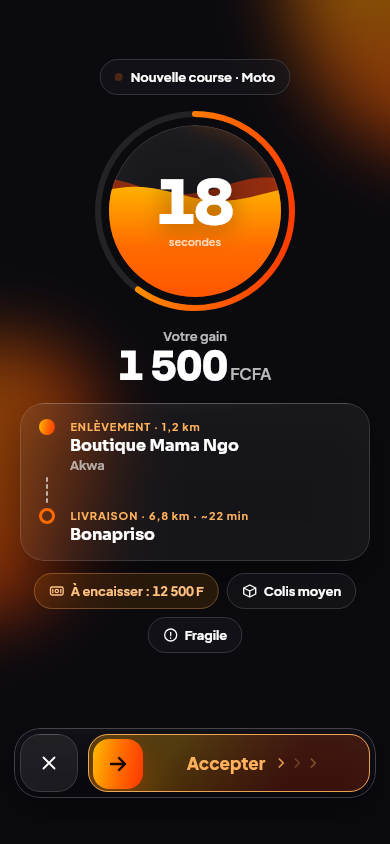 Nouvelle course · Moto
18
secondes
Votre gain
1 500 FCFA
ENLÈVEMENT · 1,2 km
Boutique Mama Ngo
Akwa
LIVRAISON · 6,8 km · ~22 min
Bonapriso
À encaisser : 12 500 F
Colis moyen
Fragile
Accepter